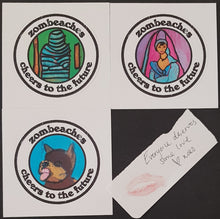 zombeaches
cheers to the future
zombeaches
cheers to the future
zombeaches
cheers to the future
Everyone deserves
some love